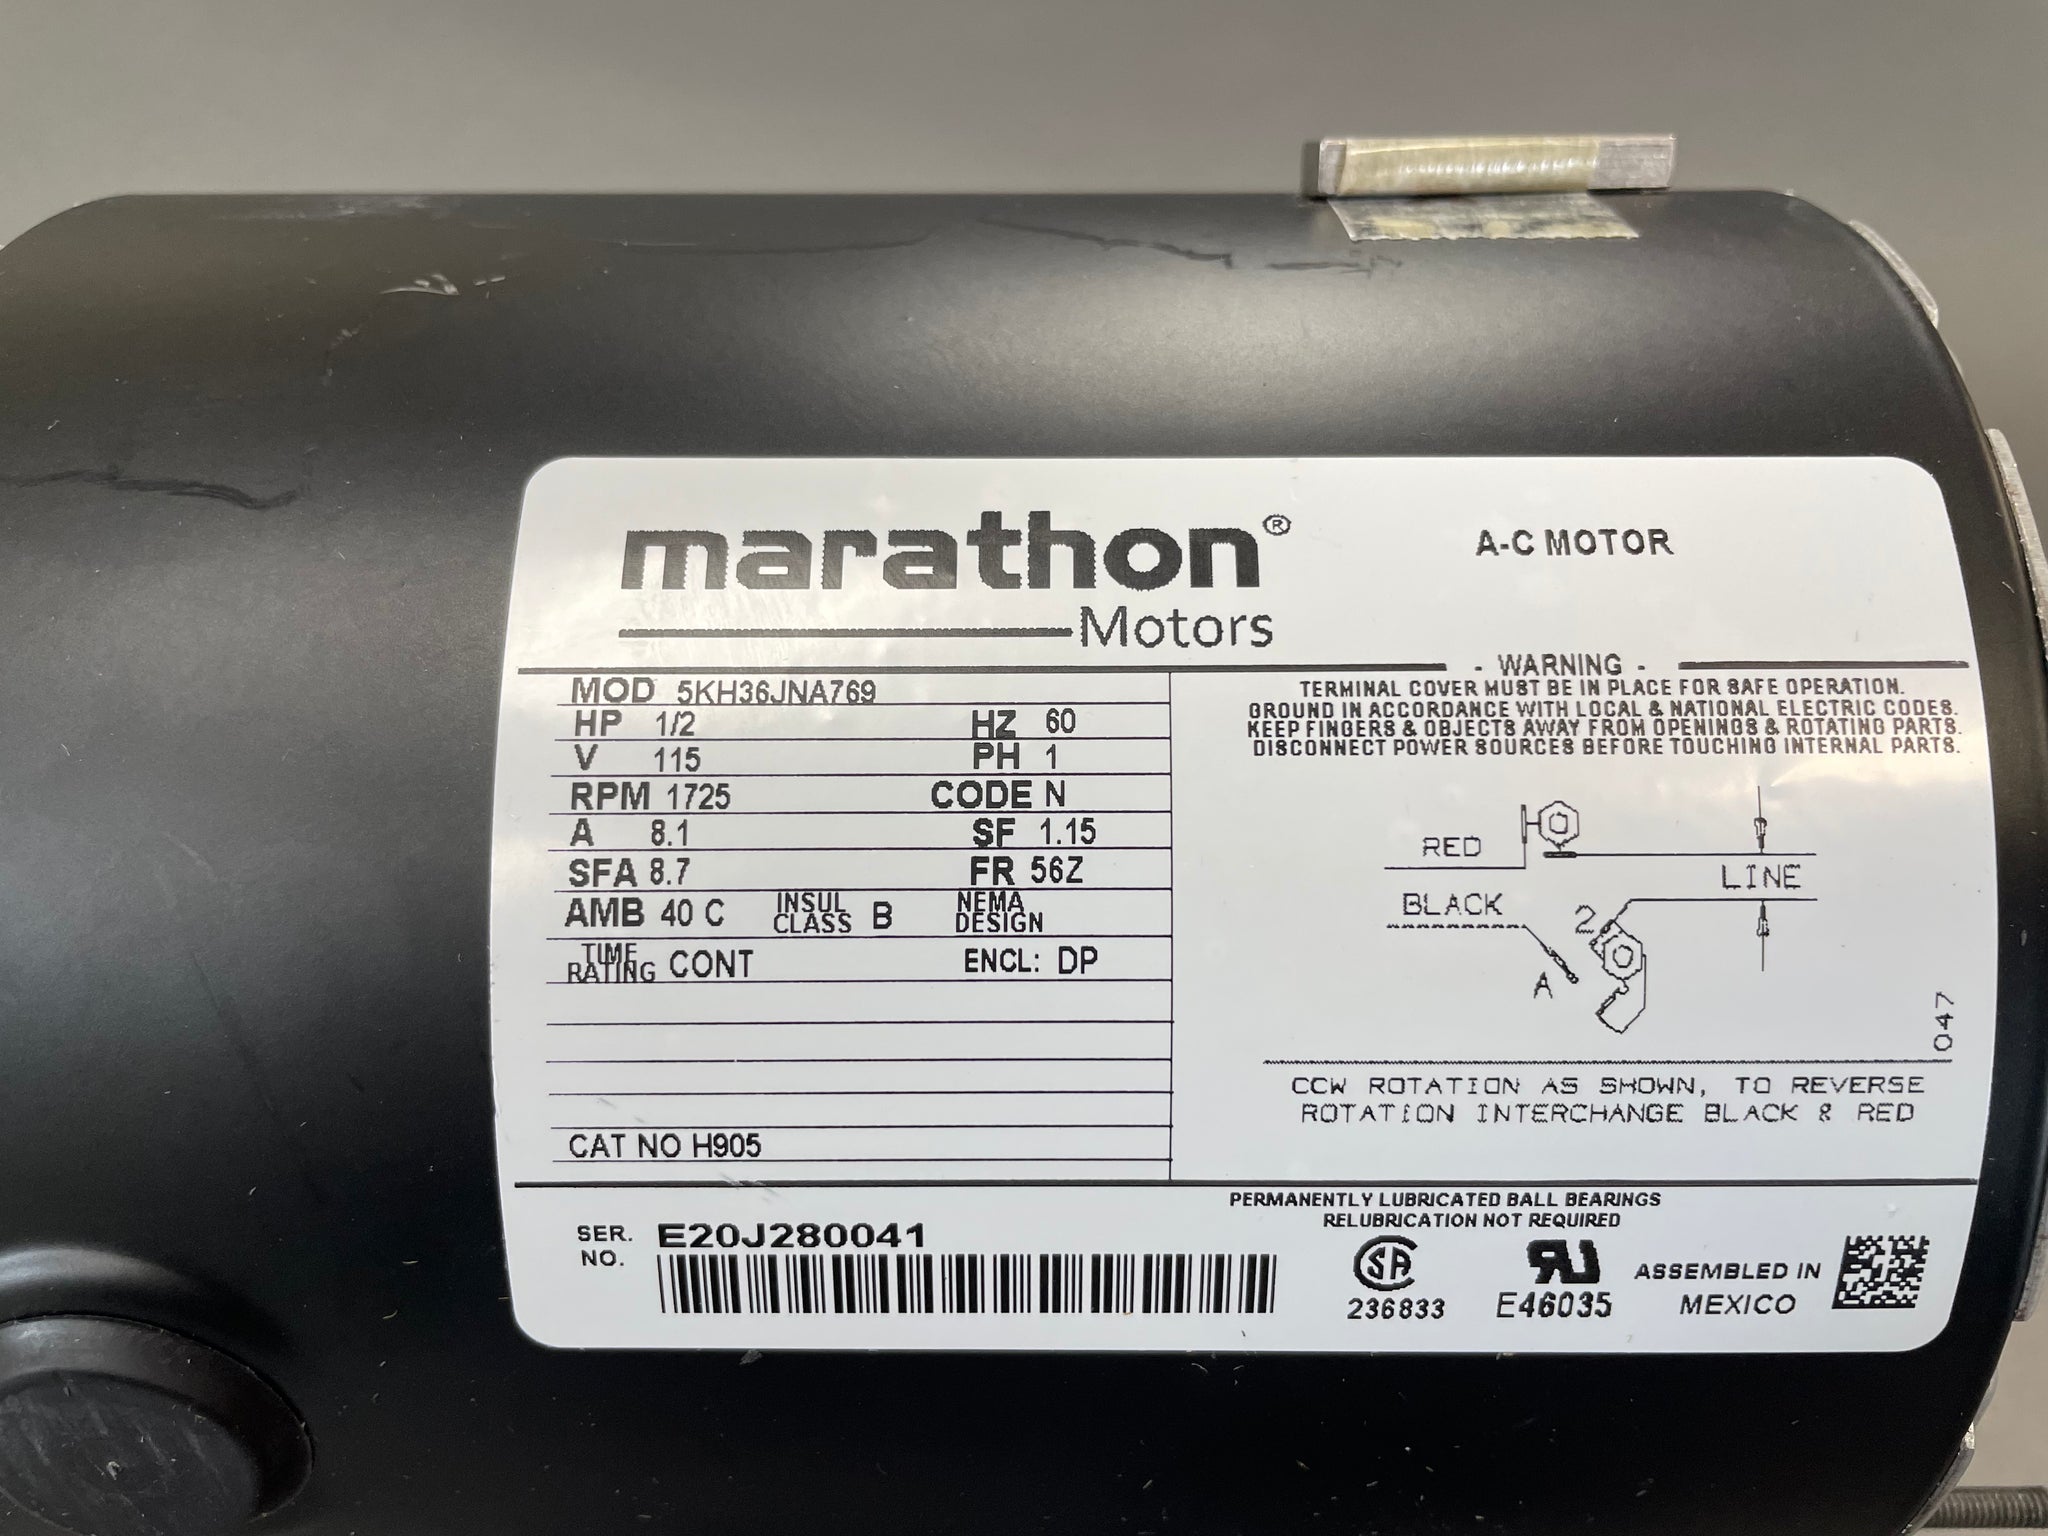 marathon®
Motors
A-C MOTOR
MOD 5KH36JNA769
HP 1/2 HZ 60
V 115 PH 1
RPM 1725 CODE N
A 8.1 SF 1.15
SFA 8.7 FR 56Z
AMB 40 C INSUL CLASS B NEMA DESIGN
TIME RATING CONT ENCL: DP
CAT NO H905
- WARNING -
TERMINAL COVER MUST BE IN PLACE FOR SAFE OPERATION.
GROUND IN ACCORDANCE WITH LOCAL & NATIONAL ELECTRIC CODES.
KEEP FINGERS & OBJECTS AWAY FROM OPENINGS & ROTATING PARTS.
DISCONNECT POWER SOURCES BEFORE TOUCHING INTERNAL PARTS.
RED
LINE
BLACK
2
A
047
CCW ROTATION AS SHOWN, TO REVERSE
ROTATION INTERCHANGE BLACK & RED
PERMANENTLY LUBRICATED BALL BEARINGS
RELUBRICATION NOT REQUIRED
SER. NO. E20J280041
SA
236833
RU
E46035
ASSEMBLED IN
MEXICO